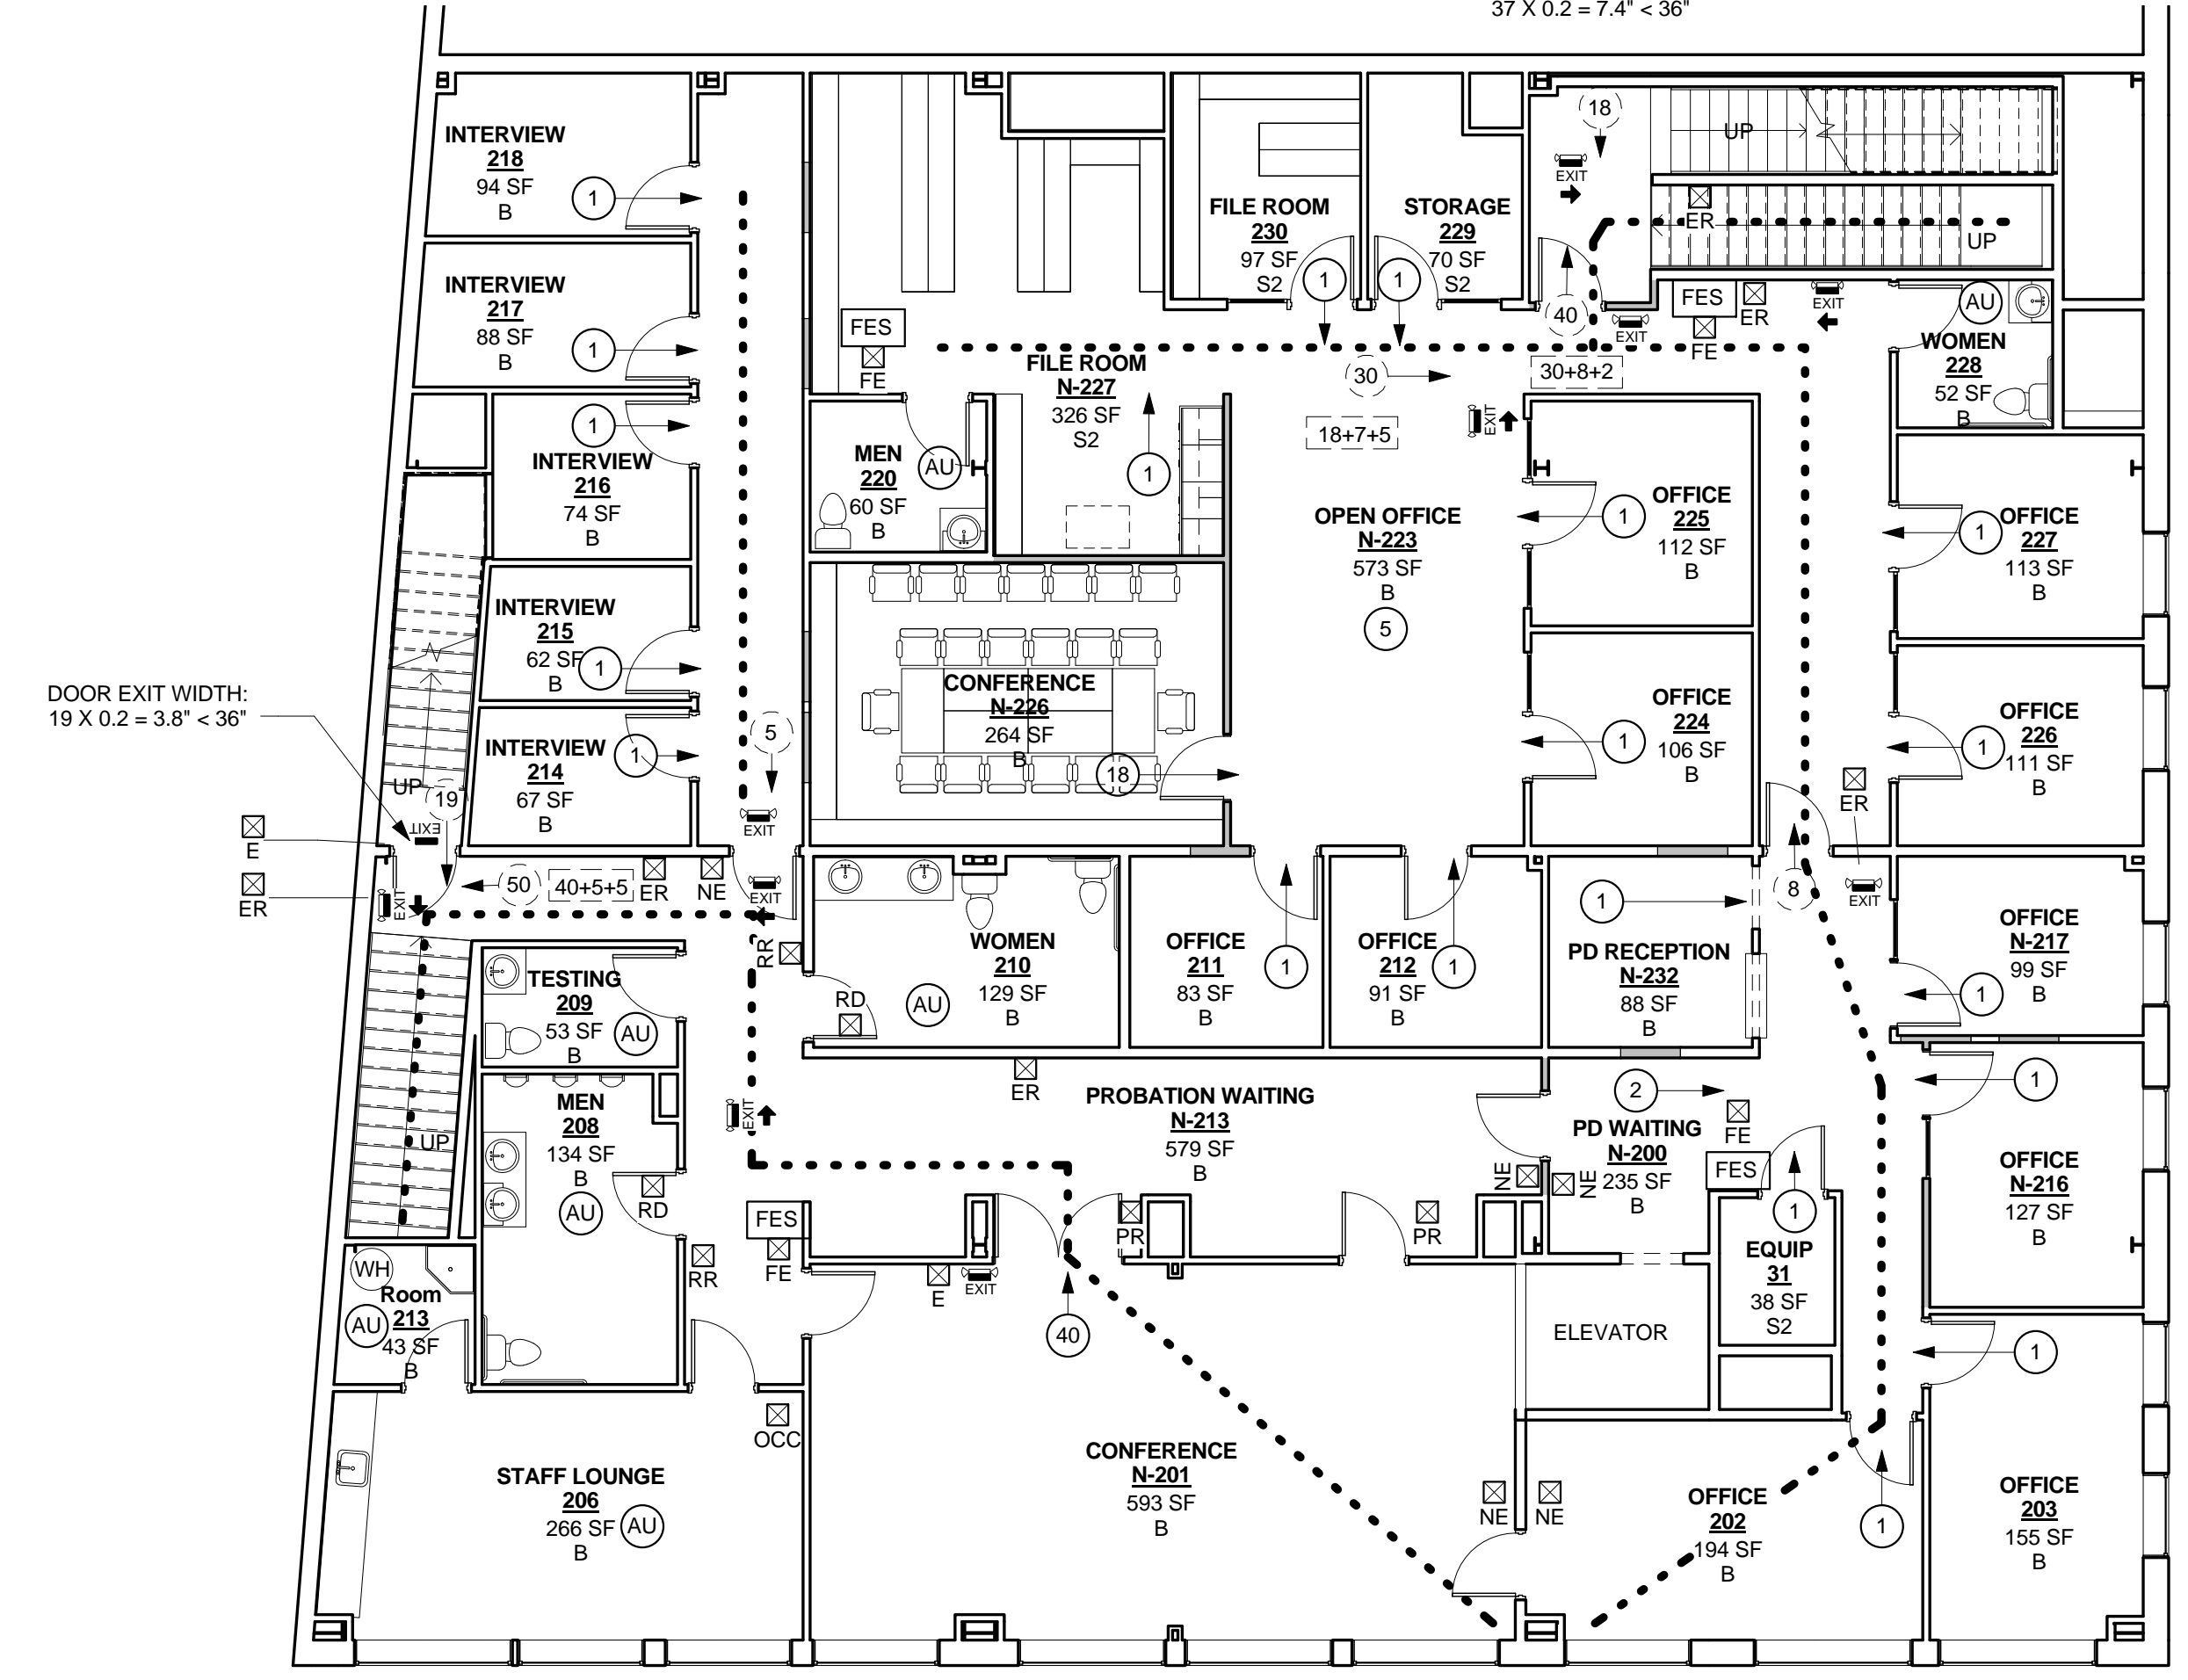 37 X 0.2 = 7.4" < 36"
INTERVIEW
218
94 SF
B
1
INTERVIEW
217
88 SF
B
1
1
INTERVIEW
216
74 SF
B
INTERVIEW
215
62 SF
B
1
INTERVIEW
214
67 SF
B
1
5
EXIT
DOOR EXIT WIDTH:
19 X 0.2 = 3.8" < 36"
UP
19
EXIT
E
ER
EXIT
50
40+5+5
ER
NE
EXIT
RR
UP
FES
FE
FILE ROOM
N-227
326 SF
S2
1
MEN
220
60 SF
B
AU
FILE ROOM
230
97 SF
S2
1
STORAGE
229
70 SF
S2
1
18
EXIT
UP
ER
UP
40
EXIT
FES
FE
ER
EXIT
AU
WOMEN
228
52 SF
B
30
30+8+2
18+7+5
EXIT
OPEN OFFICE
N-223
573 SF
B
5
CONFERENCE
N-226
264 SF
B
18
OFFICE
225
112 SF
B
1
OFFICE
224
106 SF
B
1
OFFICE
227
113 SF
B
1
OFFICE
226
111 SF
B
1
ER
EXIT
8
TESTING
209
53 SF
B
AU
MEN
208
134 SF
B
AU
RD
RR
EXIT
RD
WOMEN
210
129 SF
B
AU
OFFICE
211
83 SF
B
1
OFFICE
212
91 SF
B
1
1
PD RECEPTION
N-232
88 SF
B
OFFICE
N-217
99 SF
B
1
ER
PROBATION WAITING
N-213
579 SF
B
2
PD WAITING
N-200
235 SF
B
NE
NE
FE
FES
1
EQUIP
31
38 SF
S2
1
OFFICE
N-216
127 SF
B
WH
Room
213
43 SF
B
AU
FES
FE
E
EXIT
PR
PR
40
ELEVATOR
1
OCC
STAFF LOUNGE
206
266 SF
B
AU
CONFERENCE
N-201
593 SF
B
NE
NE
OFFICE
202
194 SF
B
1
OFFICE
203
155 SF
B